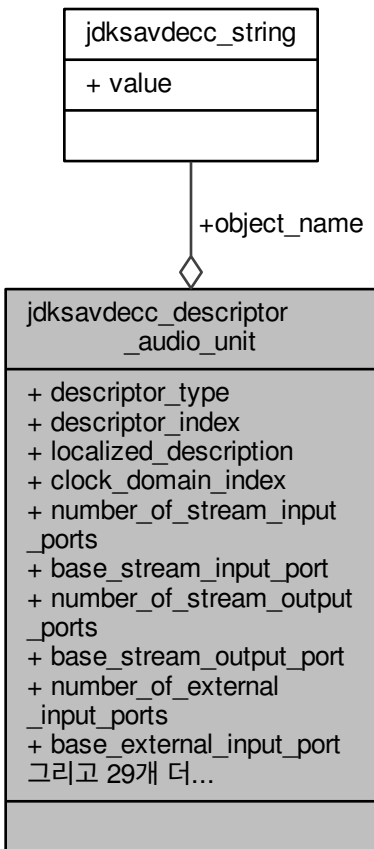 jdksavdecc_string
+ value
+object_name
jdksavdecc_descriptor
_audio_unit
+ descriptor_type
+ descriptor_index
+ localized_description
+ clock_domain_index
+ number_of_stream_input
_ports
+ base_stream_input_port
+ number_of_stream_output
_ports
+ base_stream_output_port
+ number_of_external
_input_ports
+ base_external_input_port
그리고 29개 더...